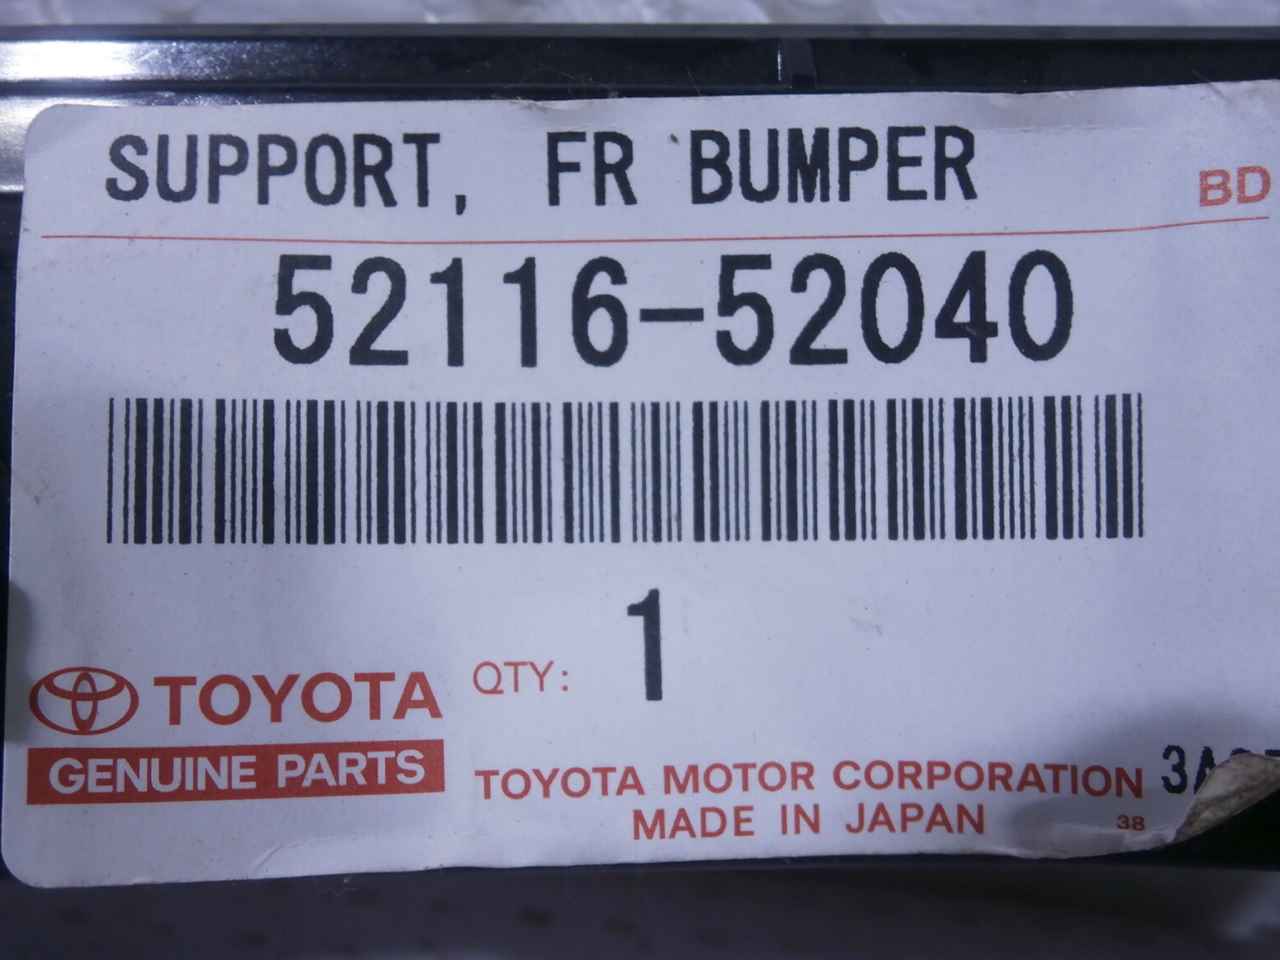 SUPPORT, FR BUMPER
BD
52116-52040
1
QTY:
TOYOTA
GENUINE PARTS
TOYOTA MOTOR CORPORATION
MADE IN JAPAN
38